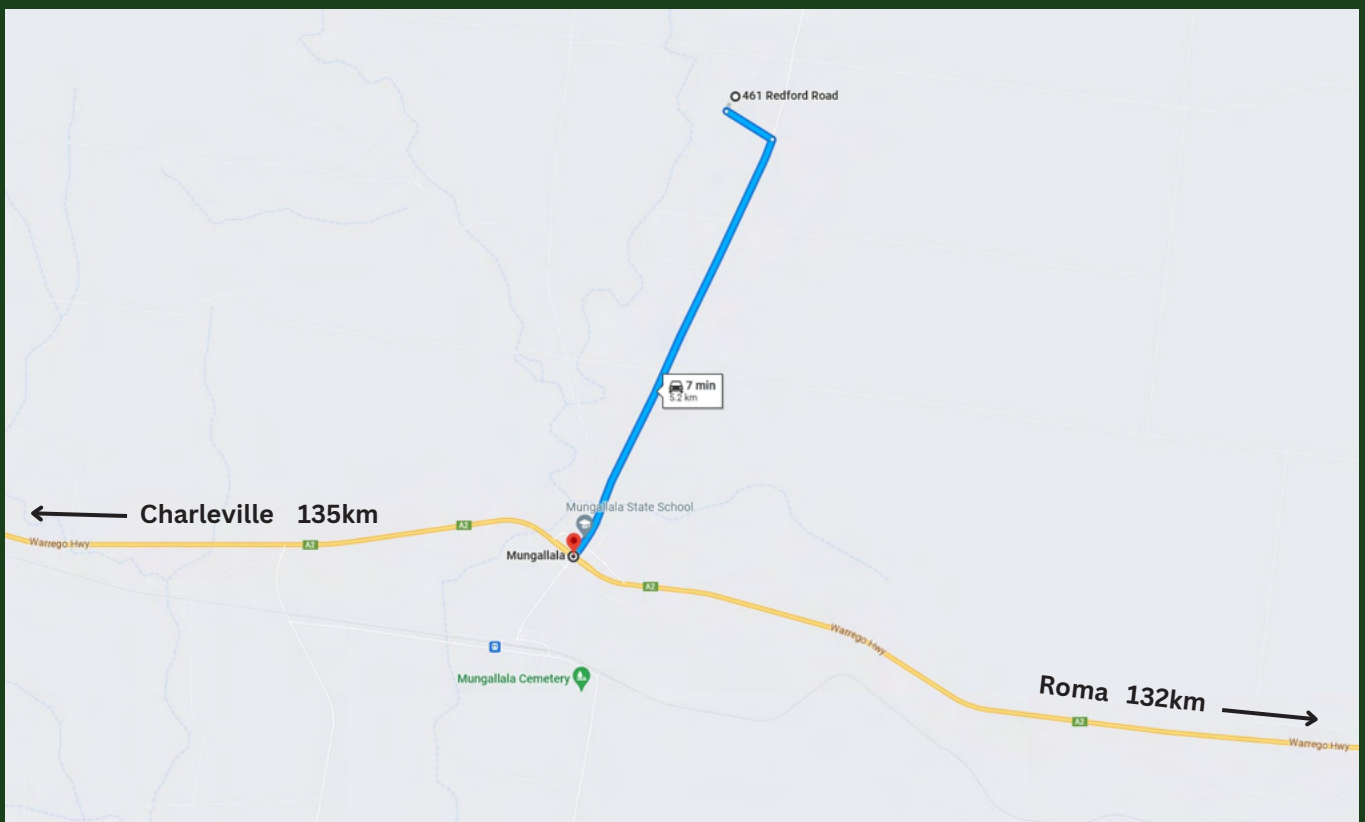 461 Redford Road
7 min
5.2 km
Mungallala State School
Charleville 135km
A2
Warrego Hwy
A2
Mungallala
A2
Warrego Hwy
Mungallala Cemetery
Roma 132km
A2
Warrego Hwy